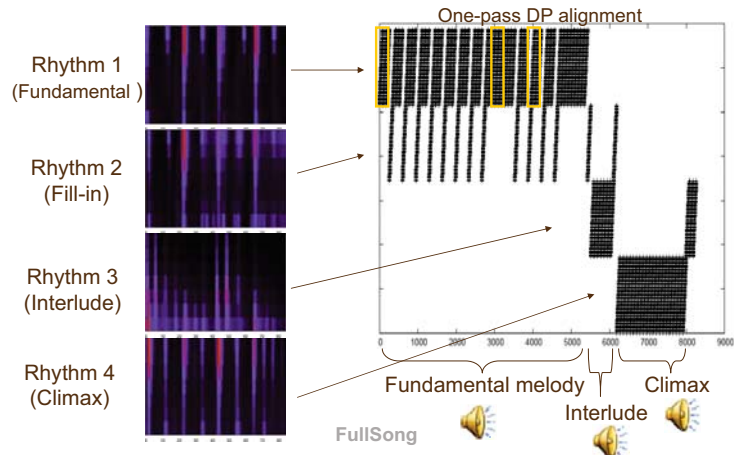 One-pass DP alignment
Rhythm 1
(Fundamental )
Rhythm 2
(Fill-in)
Rhythm 3
(Interlude)
Rhythm 4
(Climax)
0 1000 2000 3000 4000 5000 6000 7000 8000 9000
Fundamental melody
Interlude
Climax
FullSong